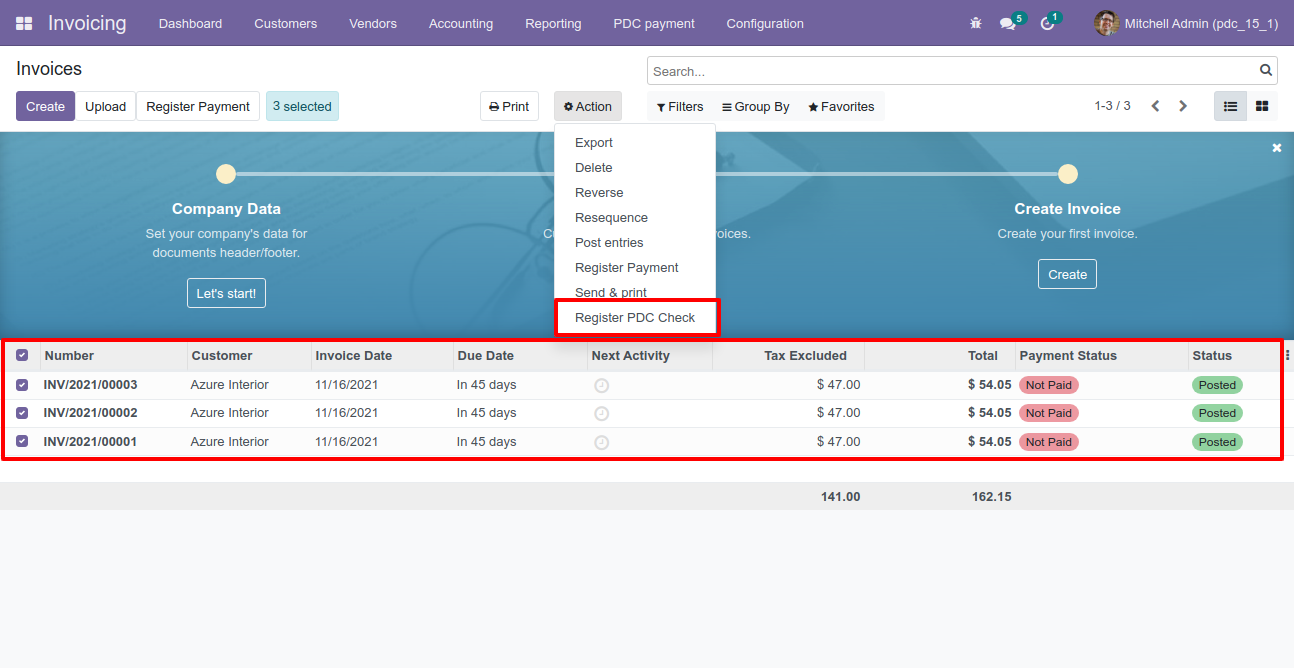 Invoicing Dashboard Customers Vendors Accounting Reporting PDC payment Configuration 5 1 Mitchell Admin (pdc_15_1)
Invoices
Search...
Create Upload Register Payment 3 selected Print Action Filters Group By Favorites 1-3 / 3
Export
Delete
Reverse
Resequence
Post entries
Register Payment
Send & print
Register PDC Check
Company Data
Set your company's data for
documents header/footer.
Let's start!
Create Invoice
Create your first invoice.
Create
Number Customer Invoice Date Due Date Next Activity Tax Excluded Total Payment Status Status
INV/2021/00003 Azure Interior 11/16/2021 In 45 days $ 47.00 $ 54.05 Not Paid Posted
INV/2021/00002 Azure Interior 11/16/2021 In 45 days $ 47.00 $ 54.05 Not Paid Posted
INV/2021/00001 Azure Interior 11/16/2021 In 45 days $ 47.00 $ 54.05 Not Paid Posted
141.00 162.15